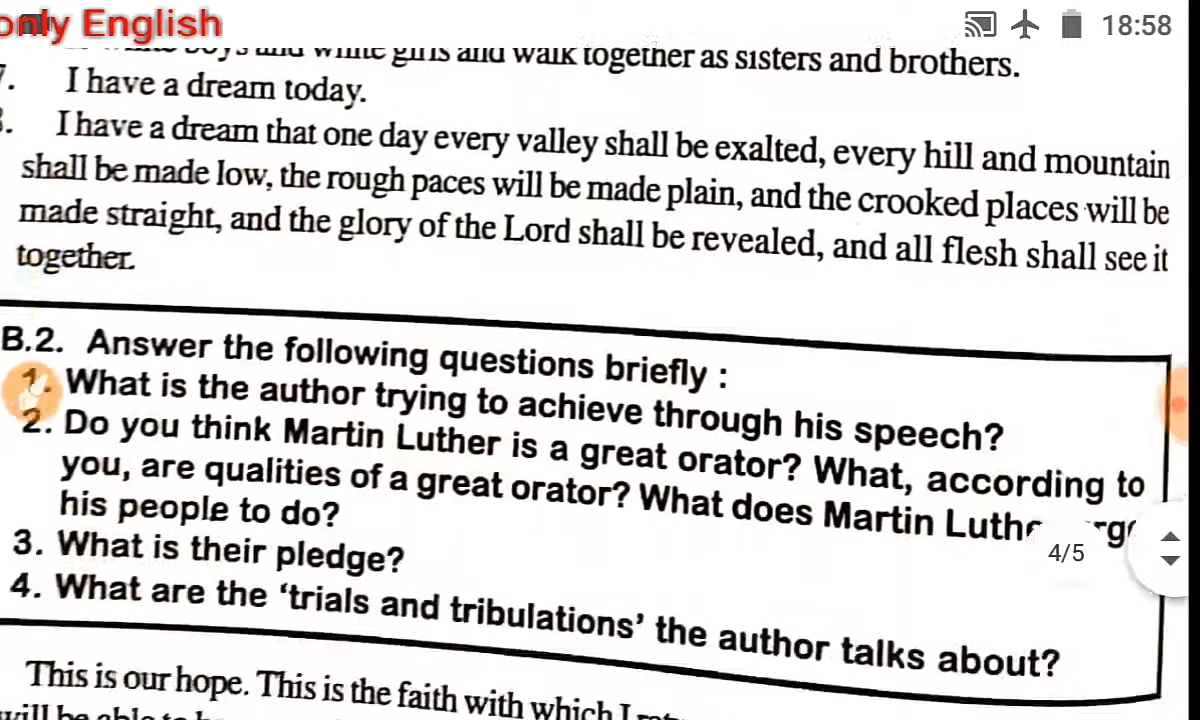 only English
18:58
boys and white girls and walk together as sisters and brothers.
7. I have a dream today.
8. I have a dream that one day every valley shall be exalted, every hill and mountain
shall be made low, the rough paces will be made plain, and the crooked places will be
made straight, and the glory of the Lord shall be revealed, and all flesh shall see it
together.
B.2. Answer the following questions briefly :
1. What is the author trying to achieve through his speech?
2. Do you think Martin Luther is a great orator? What, according to
you, are qualities of a great orator? What does Martin
his people to do?
4/5
3. What is their pledge?
4. What are the ‘trials and tribulations’ the author talks about?
This is our hope. This is the faith with which I
will be able to